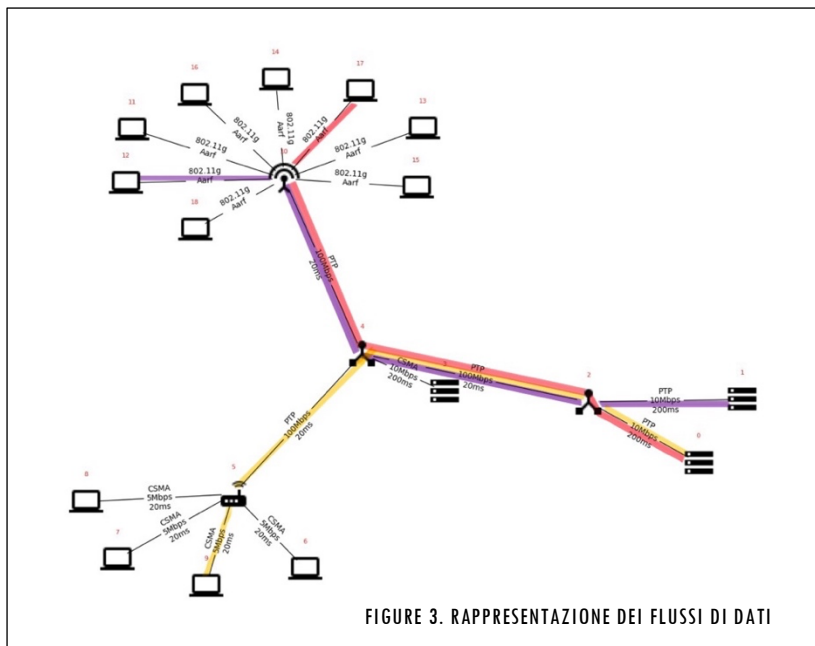 14
16
17
11
13
802.11g
Aarf
802.11g
Aarf
802.11g
Aarf
802.11g
Aarf
802.11g
Aarf
10
12
15
802.11g
Aarf
802.11g
Aarf
802.11g
Aarf
18
PTP
100Mbps
20ms
4
3
CSMA
10Mbps
200ms
PTP
100Mbps
20ms
2
1
PTP
10Mbps
200ms
PTP
10Mbps
200ms
0
PTP
100Mbps
20ms
5
8
CSMA
5Mbps
20ms
7
CSMA
5Mbps
20ms
CSMA
5Mbps
20ms
9
CSMA
5Mbps
20ms
6
FIGURE 3. RAPPRESENTAZIONE DEI FLUSSI DI DATI